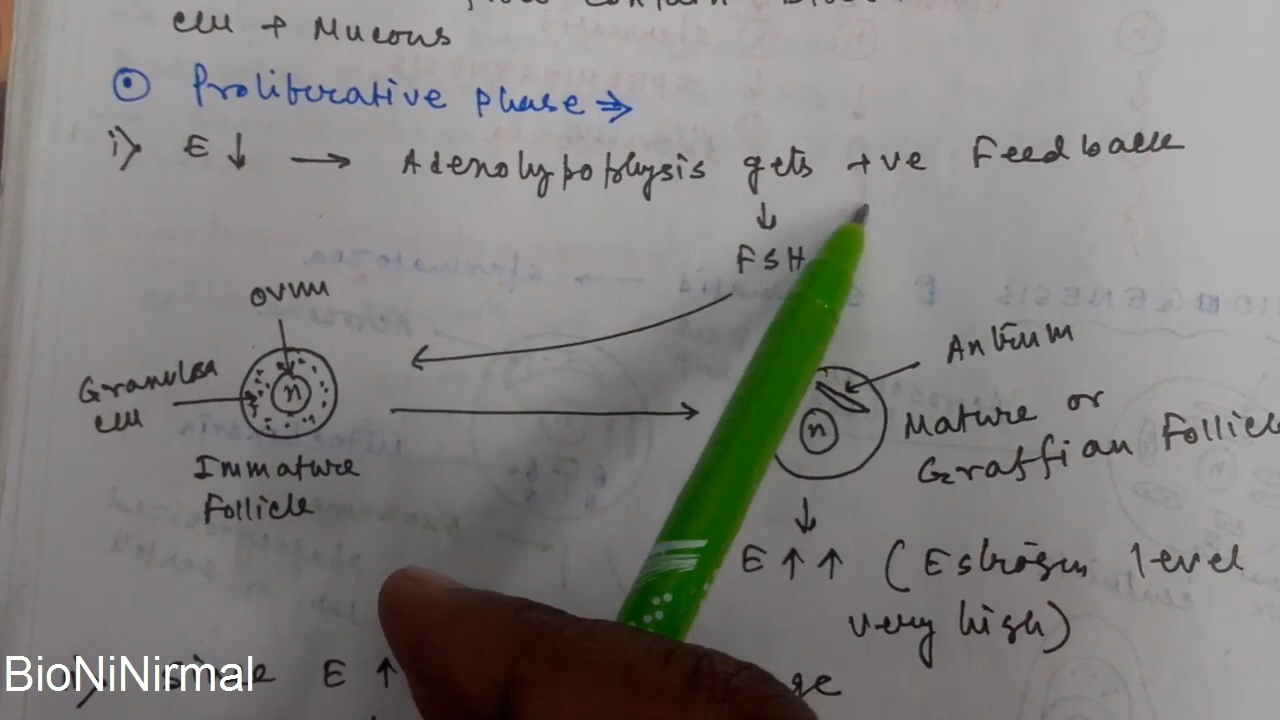 cell + Mucous
⊙ Proliferative phase ⇒
i) E ↓ → Adenohypophysis gets +ve Feedback
↓
FSH
ovum
Antrum
Granulosa
cell
n
n
Mature or
Graffian Follicle
Immature
Follicle
↓
E ↑ ↑ (Estrogen level
very high)
since E ↑
BioNiNirmal